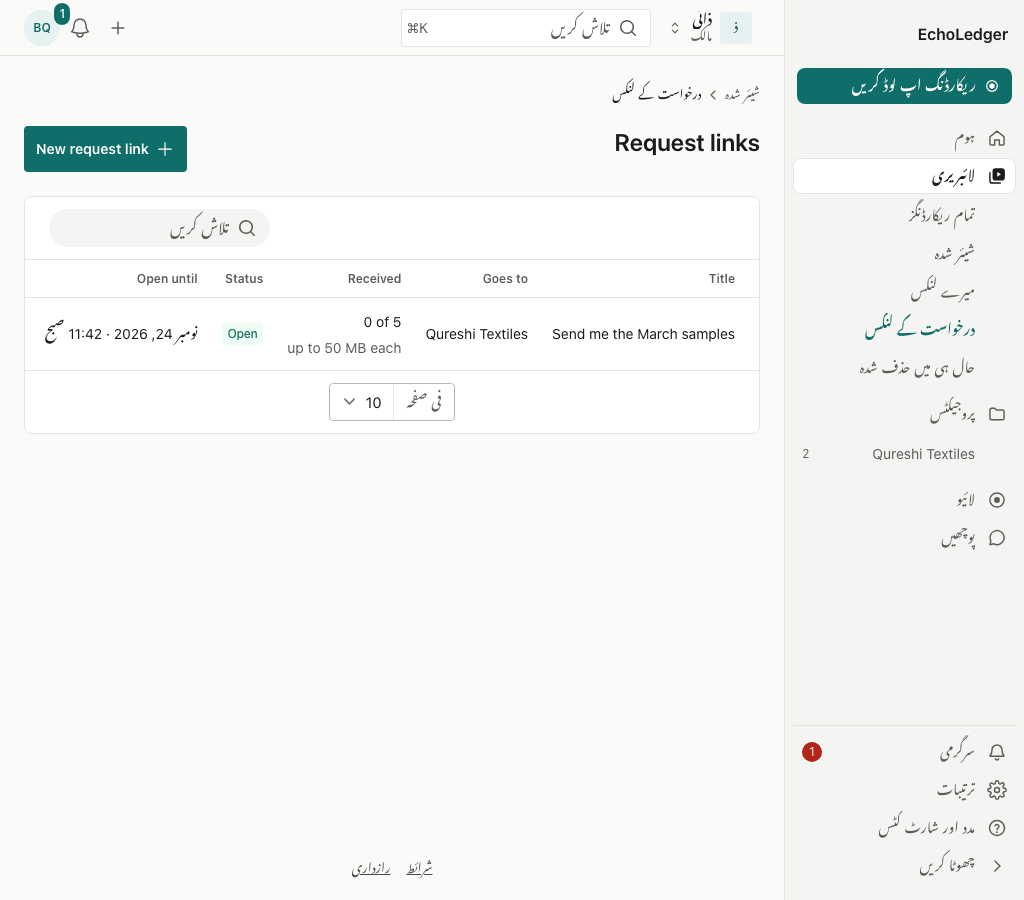 EchoLedger
ریکارڈنگ اپ لوڈ کریں
ہوم
لائبریری
تمام ریکارڈنگز
شیئر شدہ
میرے لنکس
درخواست کے لنکس
حال ہی میں حذف شدہ
پروجیکٹس
Qureshi Textiles 2
لائیو
پوچھیں
سرگرمی 1
ترتیبات
مدد اور شارٹ کٹس
چھوٹا کریں
ذ
ذاتی
مالک
تلاش کریں ⌘K
1
BQ
شیئر شدہ
درخواست کے لنکس
Request links
New request link
تلاش کریں
Title Goes to Received Status Open until
Send me the March samples Qureshi Textiles 0 of 5 Open نومبر 24, 2026 · 11:42 صبح
up to 50 MB each
فی صفحہ 10
شرائط رازداری